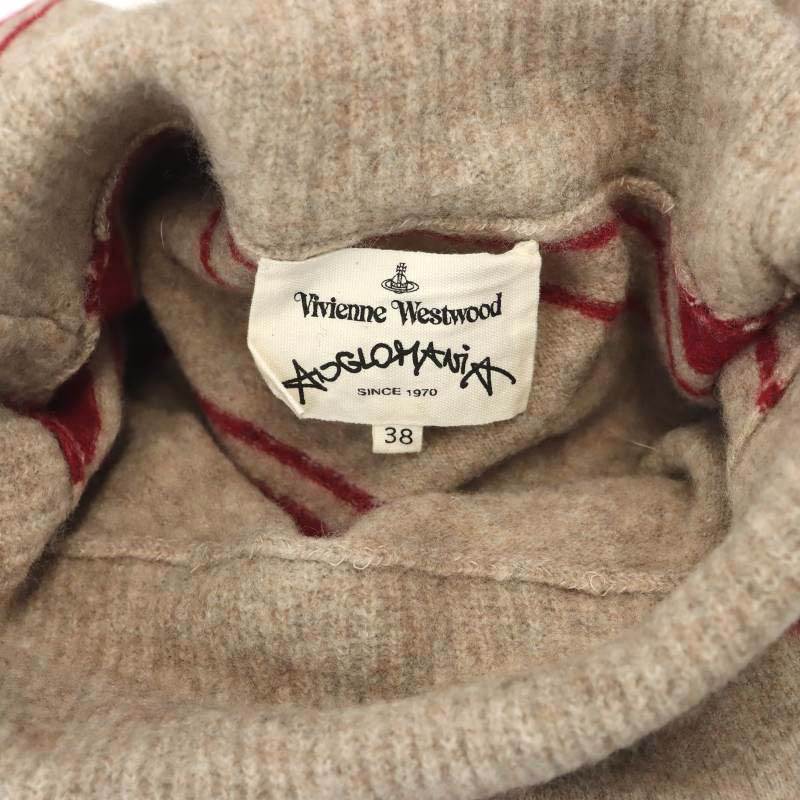 Vivienne Westwood
ANGLOMANIA
SINCE 1970
38